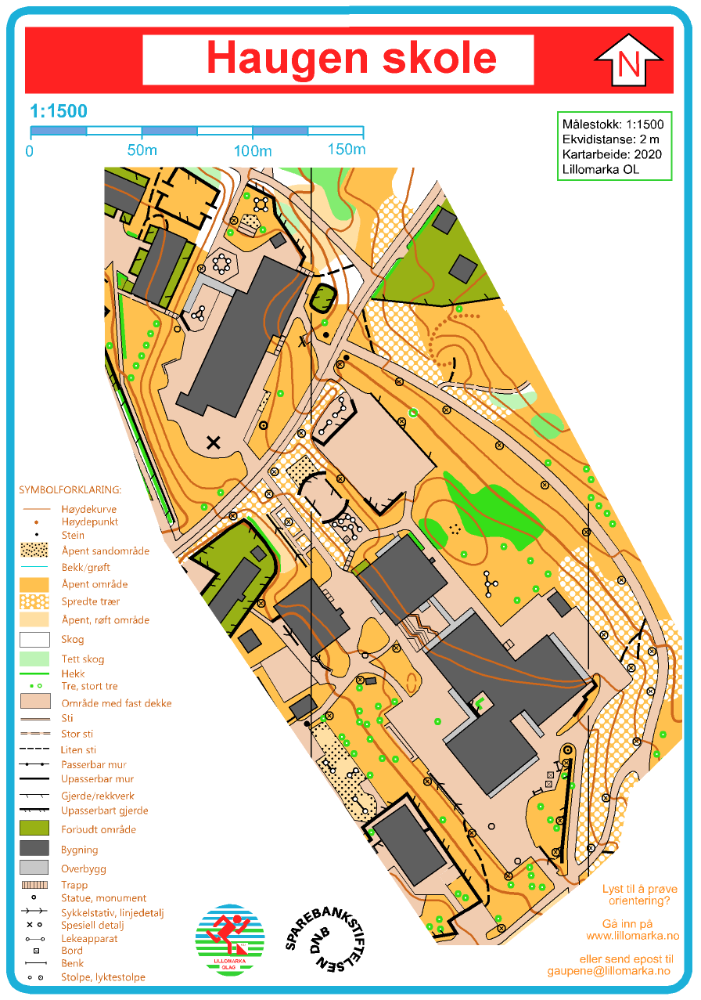 Haugen skole
N
1:1500
0 50m 100m 150m
Målestokk: 1:1500
Ekvidistanse: 2 m
Kartarbeide: 2020
Lillomarka OL
SYMBOLFORKLARING:
Høydekurve
Høydepunkt
Stein
Åpent sandområde
Bekk/grøft
Åpent område
Spredte trær
Åpent, røft område
Skog
Tett skog
Hekk
Tre, stort tre
Område med fast dekke
Sti
Stor sti
Liten sti
Passerbar mur
Upasserbar mur
Gjerde/rekkverk
Upasserbart gjerde
Forbudt område
Bygning
Overbygg
Trapp
Statue, monument
Sykkelstativ, linjedetalj
Spesiell detalj
Lekeapparat
Bord
Benk
Stolpe, lyktestolpe
LILLOMARKA
OLAG
SPAREBANKSTIFTELSEN
DNB
Lyst til å prøve
orientering?
Gå inn på
www.lillomarka.no
eller send epost til
gaupene@lillomarka.no